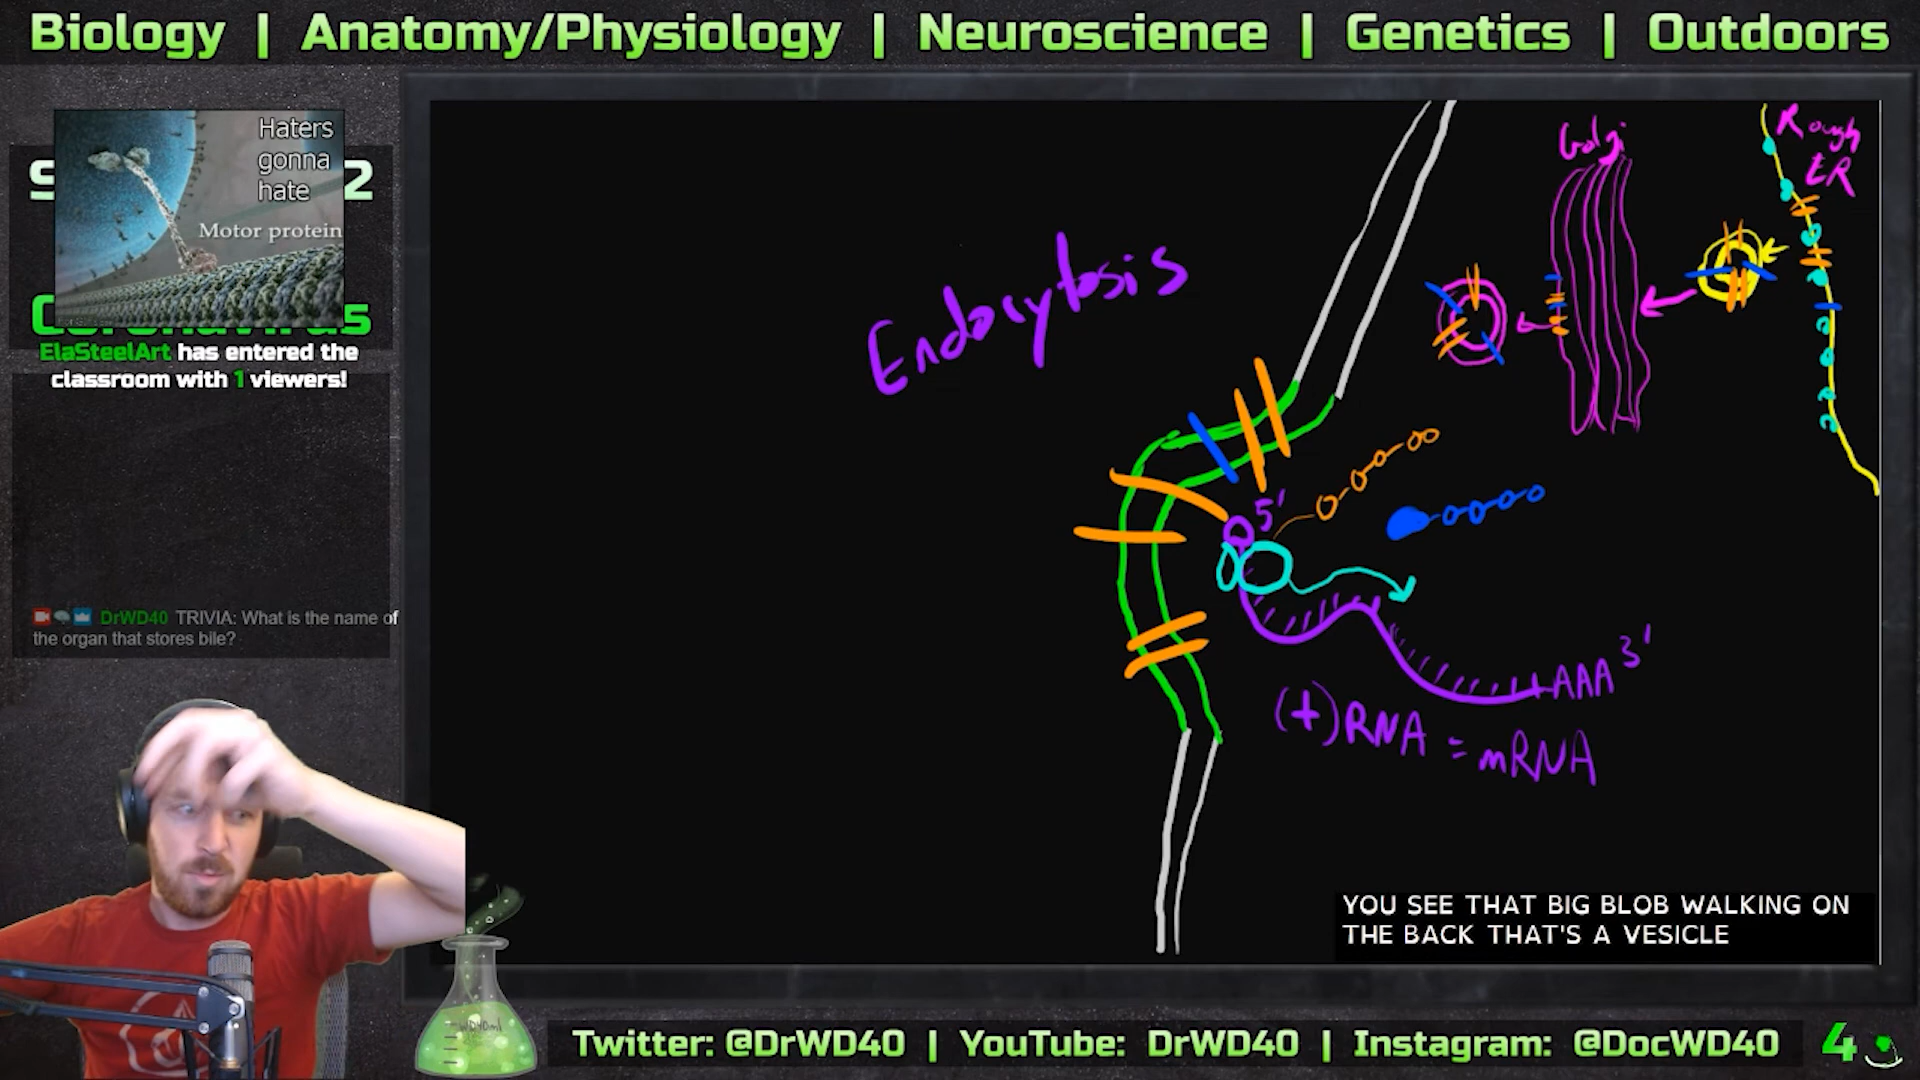 Biology | Anatomy/Physiology | Neuroscience | Genetics | Outdoors
Haters
gonna
hate
Motor protein
S
2
ElaSteelArt has entered the
classroom with 1 viewers!
DrWD40 TRIVIA: What is the name of
the organ that stores bile?
Endocytosis
Golgi
Rough
ER
5'
AAA 3'
(+)RNA = mRNA
YOU SEE THAT BIG BLOB WALKING ON
THE BACK THAT'S A VESICLE
Twitter: @DrWD40 | YouTube: DrWD40 | Instagram: @DocWD40
4